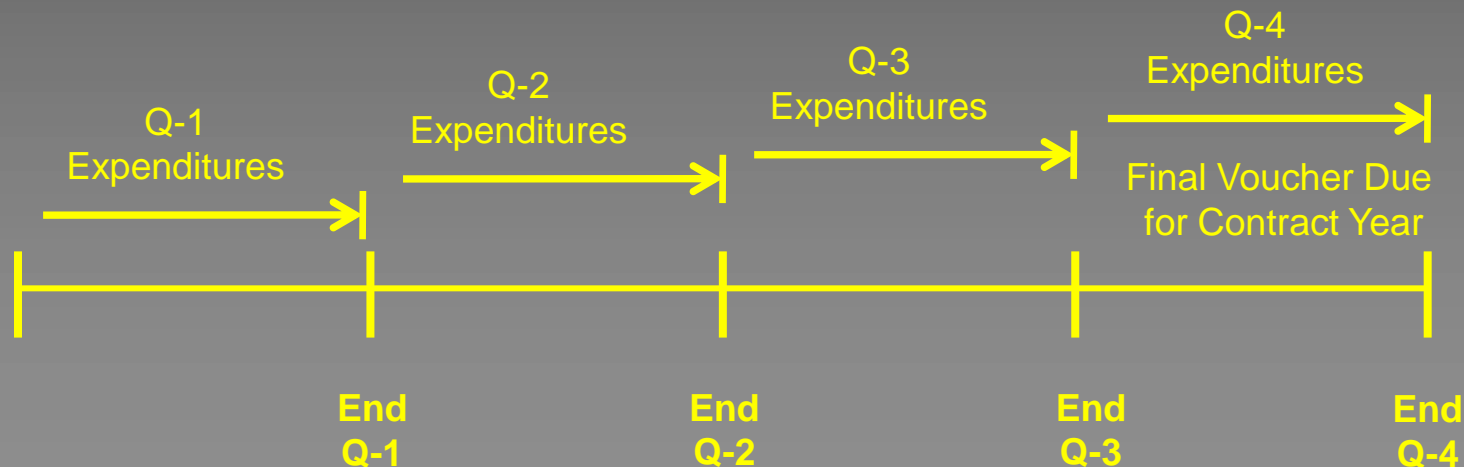 Q-1
Expenditures
Q-2
Expenditures
Q-3
Expenditures
Q-4
Expenditures
Final Voucher Due
for Contract Year
End
Q-1
End
Q-2
End
Q-3
End
Q-4